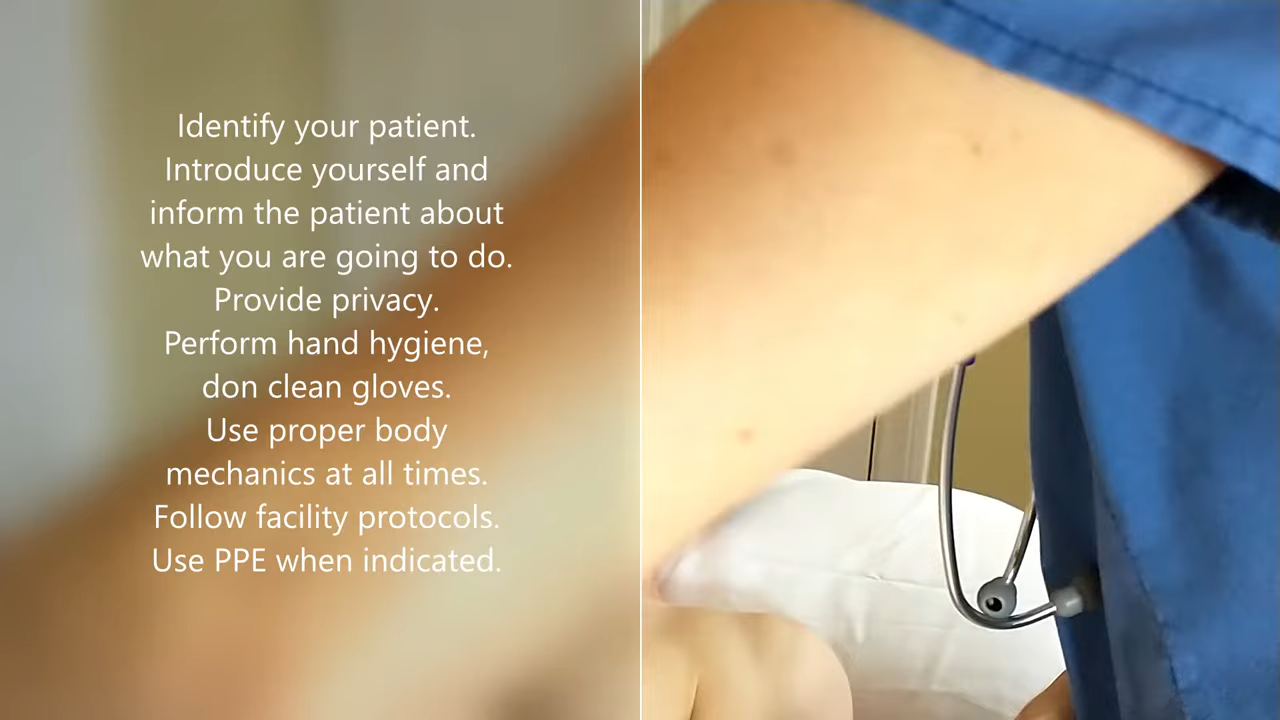 Identify your patient.
Introduce yourself and
inform the patient about
what you are going to do.
Provide privacy.
Perform hand hygiene,
don clean gloves.
Use proper body
mechanics at all times.
Follow facility protocols.
Use PPE when indicated.